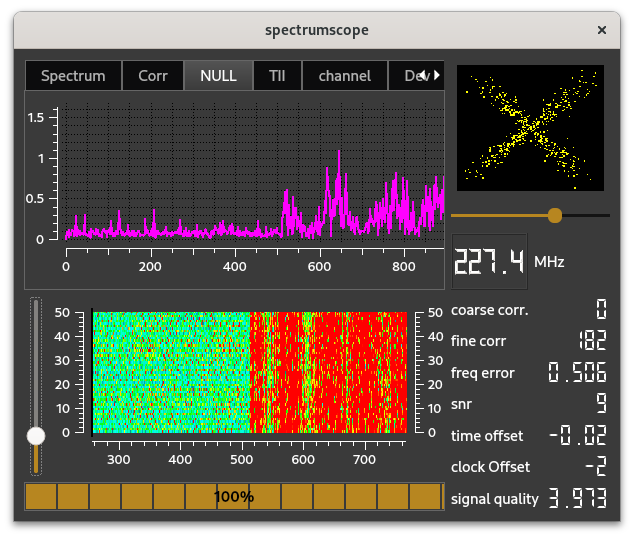 spectrumscope ×
Spectrum Corr NULL TII channel Dev
1.5
1
0.5
0
0 200 400 600 800
227.4 MHz
coarse corr. 0
fine corr 182
freq error 0.506
snr 9
time offset -0.02
clock Offset -2
signal quality 3.973
50 50
40 40
30 30
20 20
10 10
0 0
300 400 500 600 700
100%